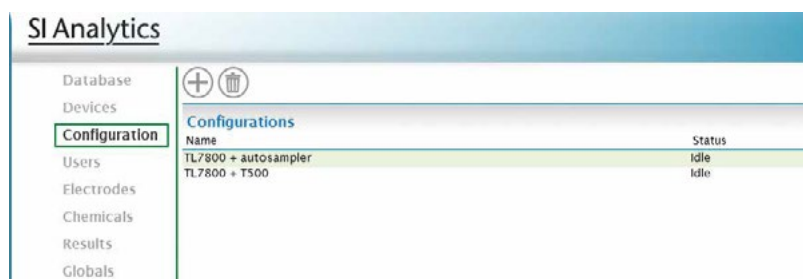 SI Analytics
Database
Devices
Configuration
Users
Electrodes
Chemicals
Results
Globals
Configurations
Name Status
TL7800 + autosampler Idle
TL7800 + T500 Idle